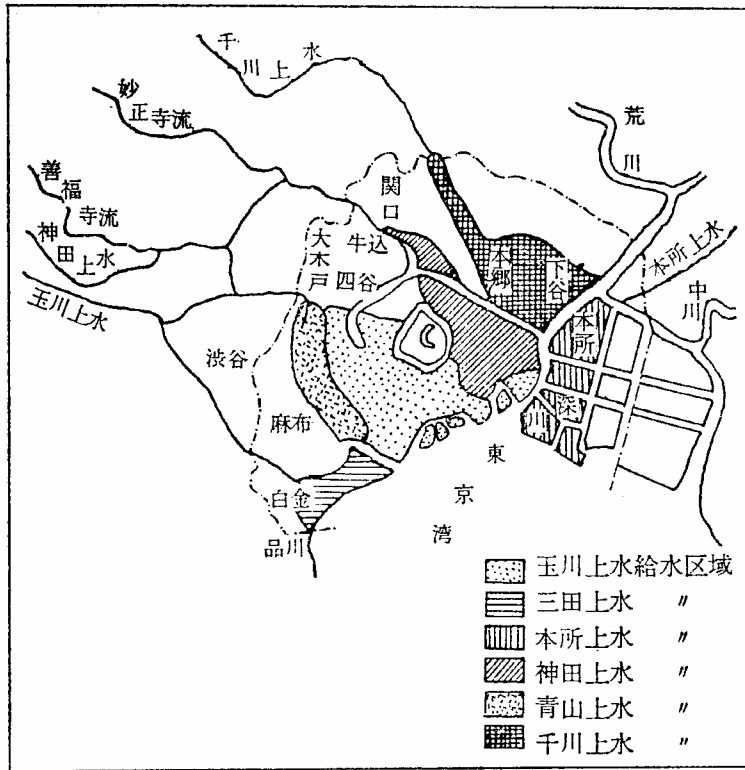 千川上水
妙正寺流
善福寺流
神田上水
玉川上水
荒川
本所上水
中川
関口
牛込
大木戸
四谷
本郷
下谷
本所
深川
渋谷
麻布
白金
品川
東京湾
玉川上水給水区域
三田上水 〃
本所上水 〃
神田上水 〃
青山上水 〃
千川上水 〃